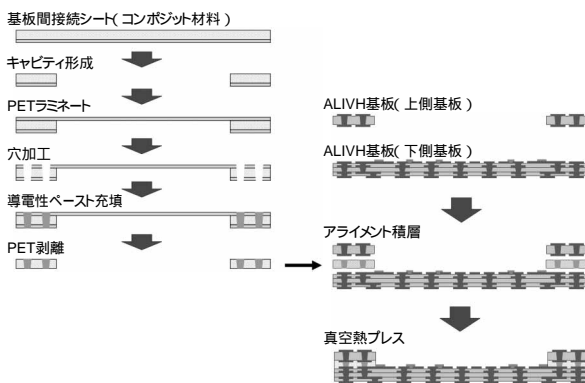 基板間接続シート(コンポジット材料)
キャビティ形成
PETラミネート
穴加工
導電性ペースト充填
PET剥離
ALIVH基板(上側基板)
ALIVH基板(下側基板)
アライメント積層
真空熱プレス